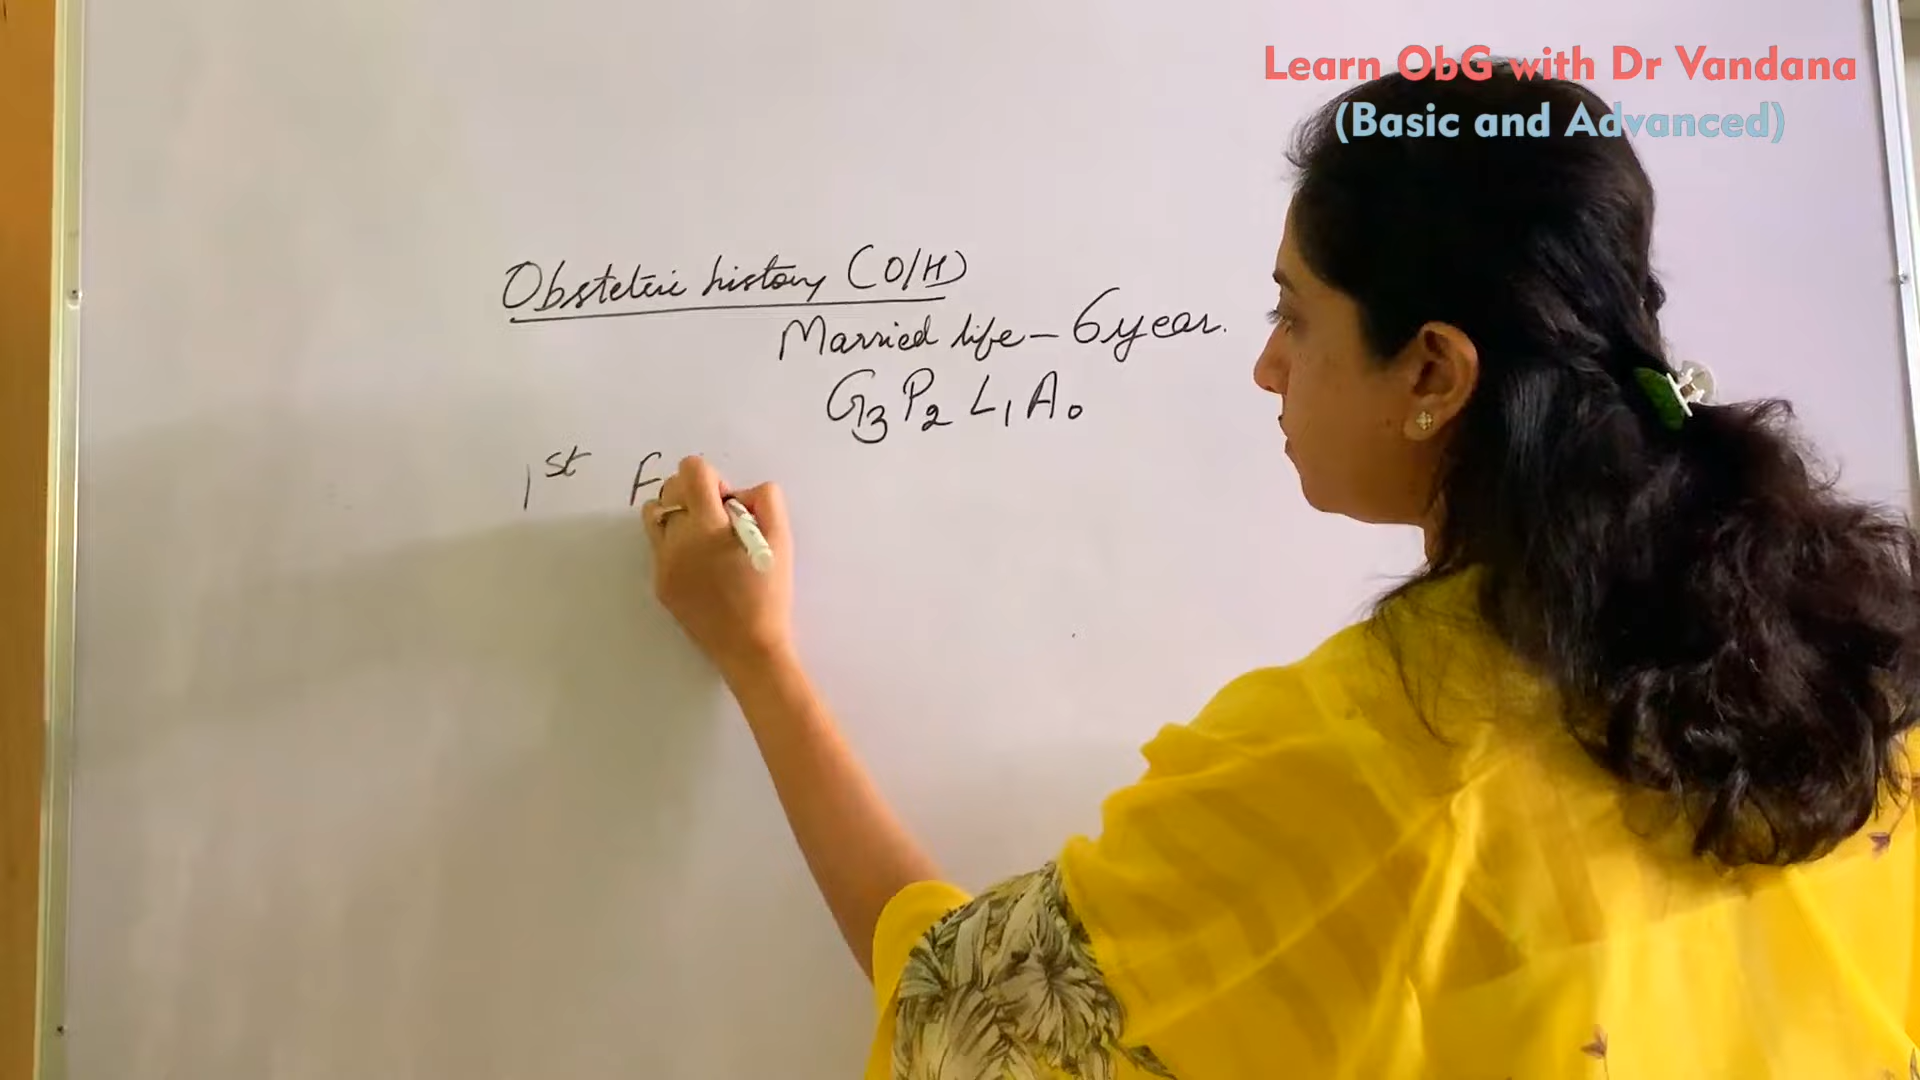 Learn ObG with Dr Vandana
(Basic and Advanced)
Obstetric history (O/H)
Married life – 6 year.
G3 P2 L1 A0
1st